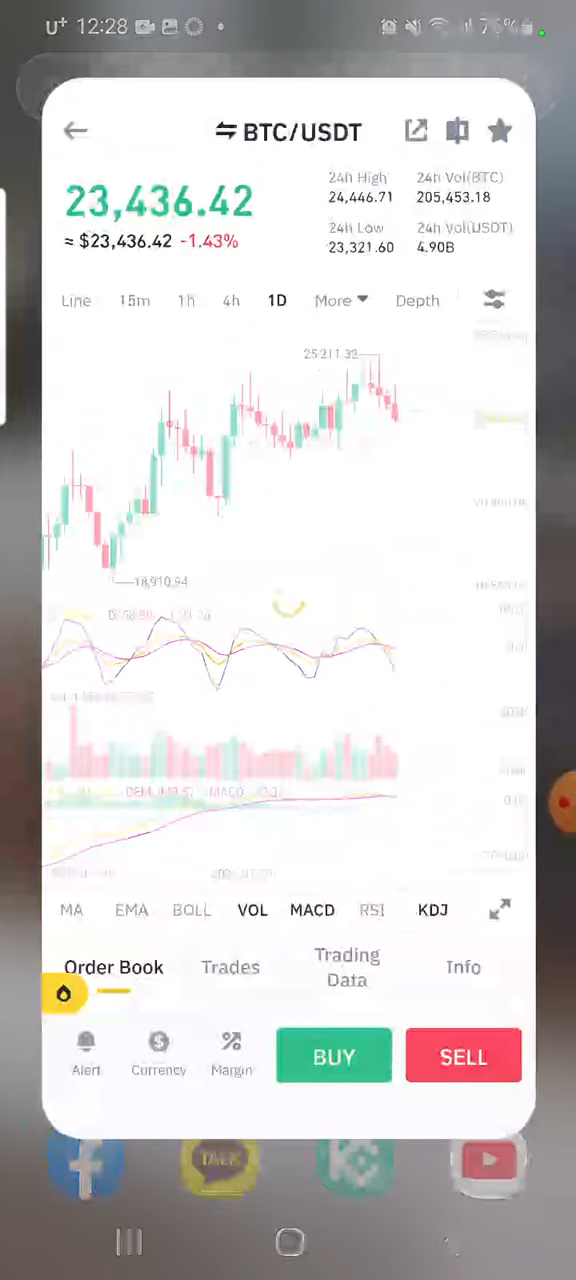 U+ 12:28
75%
BTC/USDT
23,436.42
≈ $23,436.42 -1.43%
24h High
24,446.71
24h Vol(BTC)
205,453.18
24h Low
23,321.60
24h Vol(USDT)
4.90B
Line 15m 1h 4h 1D More Depth
25,211.32
18,910.94
MA EMA BOLL VOL MACD RSI KDJ
Order Book Trades Trading Data Info
Alert Currency Margin BUY SELL
TALK